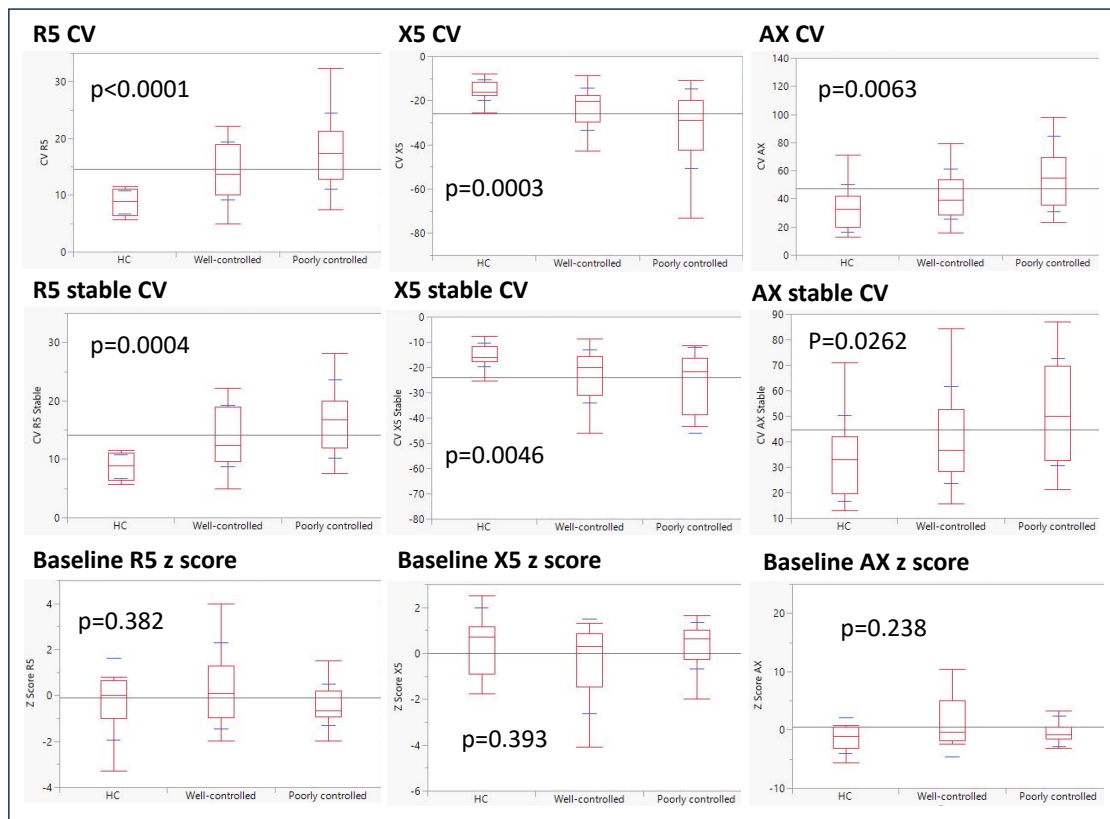 R5 CV
p<0.0001
CV R5
30
20
10
0
HC Well-controlled Poorly controlled
X5 CV
p=0.0003
CV X5
0
-20
-40
-60
-80
HC Well-controlled Poorly controlled
AX CV
p=0.0063
CV AX
140
120
100
80
60
40
20
0
HC Well-controlled Poorly controlled
R5 stable CV
p=0.0004
CV R5 Stable
30
20
10
0
HC Well-controlled Poorly controlled
X5 stable CV
p=0.0046
CV X5 Stable
0
-10
-20
-30
-40
-50
-60
-70
-80
HC Well-controlled Poorly controlled
AX stable CV
P=0.0262
CV AX Stable
90
80
70
60
50
40
30
20
10
HC Well-controlled Poorly controlled
Baseline R5 z score
p=0.382
Z Score R5
4
2
0
-2
-4
HC Well-controlled Poorly controlled
Baseline X5 z score
p=0.393
Z Score X5
2
0
-2
-4
-6
HC Well-controlled Poorly controlled
Baseline AX z score
p=0.238
Z Score AX
20
10
0
-10
HC Well-controlled Poorly controlled